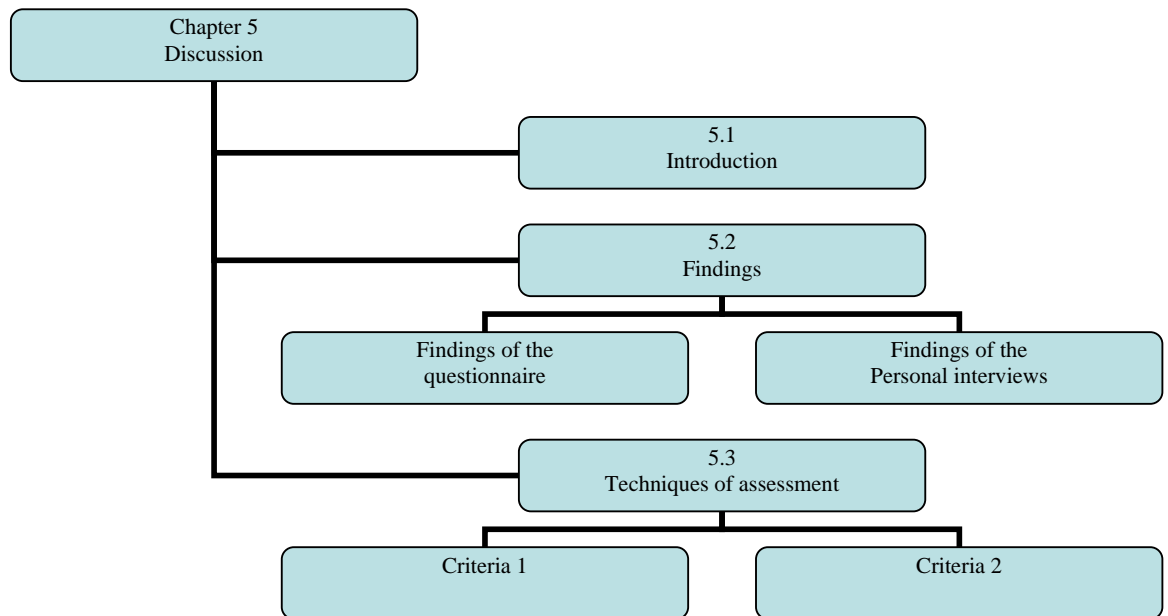 Chapter 5
Discussion
5.1
Introduction
5.2
Findings
Findings of the
questionnaire
Findings of the
Personal interviews
5.3
Techniques of assessment
Criteria 1
Criteria 2